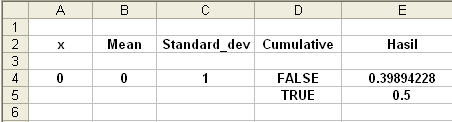 A B C D E
1
2 x Mean Standard_dev Cumulative Hasil
3
4 0 0 1 FALSE 0.39894228
5 TRUE 0.5
6